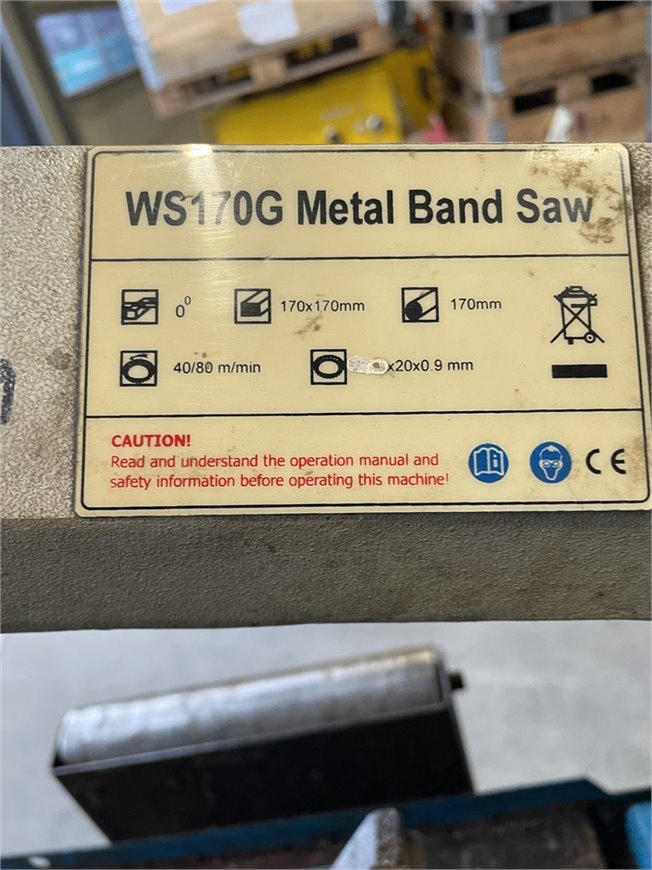 WS170G Metal Band Saw
0⁰
170x170mm
170mm
40/80 m/min
x20x0.9 mm
CAUTION!
Read and understand the operation manual and
safety information before operating this machine!
CE